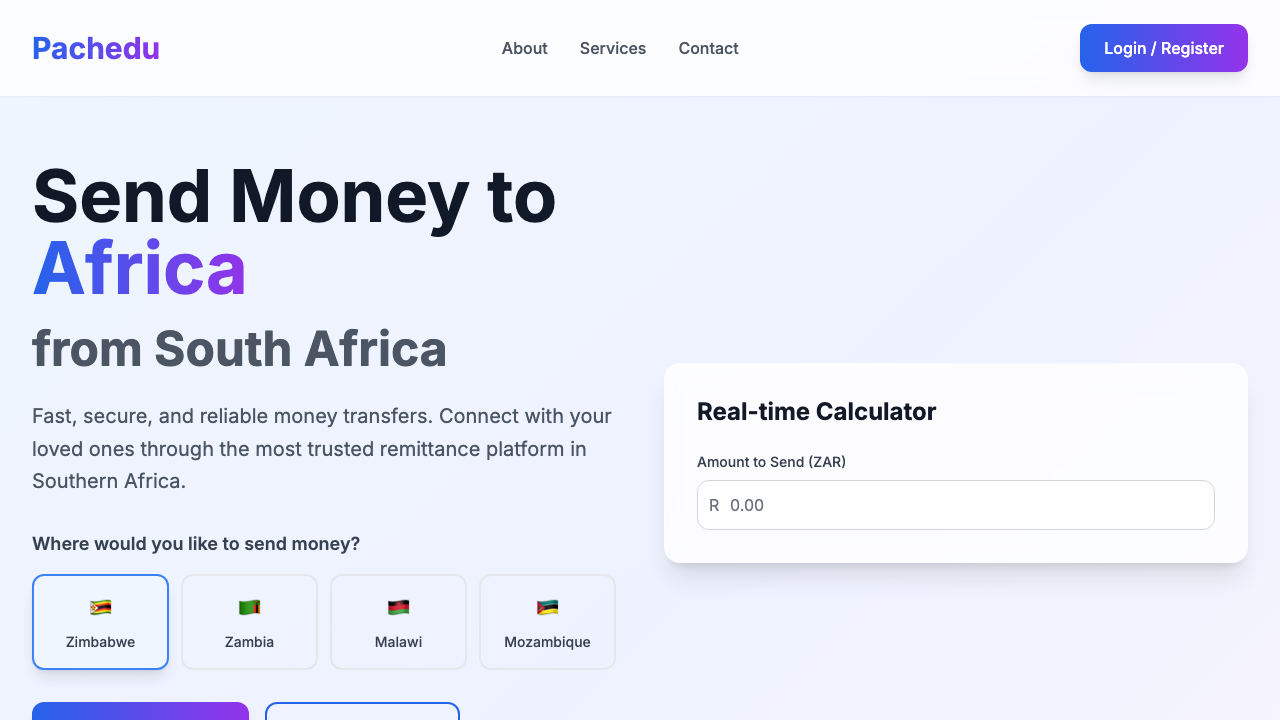 Pachedu
About
Services
Contact
Login / Register
Send Money to
Africa
from South Africa
Fast, secure, and reliable money transfers. Connect with your
loved ones through the most trusted remittance platform in
Southern Africa.
Where would you like to send money?
Zimbabwe
Zambia
Malawi
Mozambique
Real-time Calculator
Amount to Send (ZAR)
R 0.00